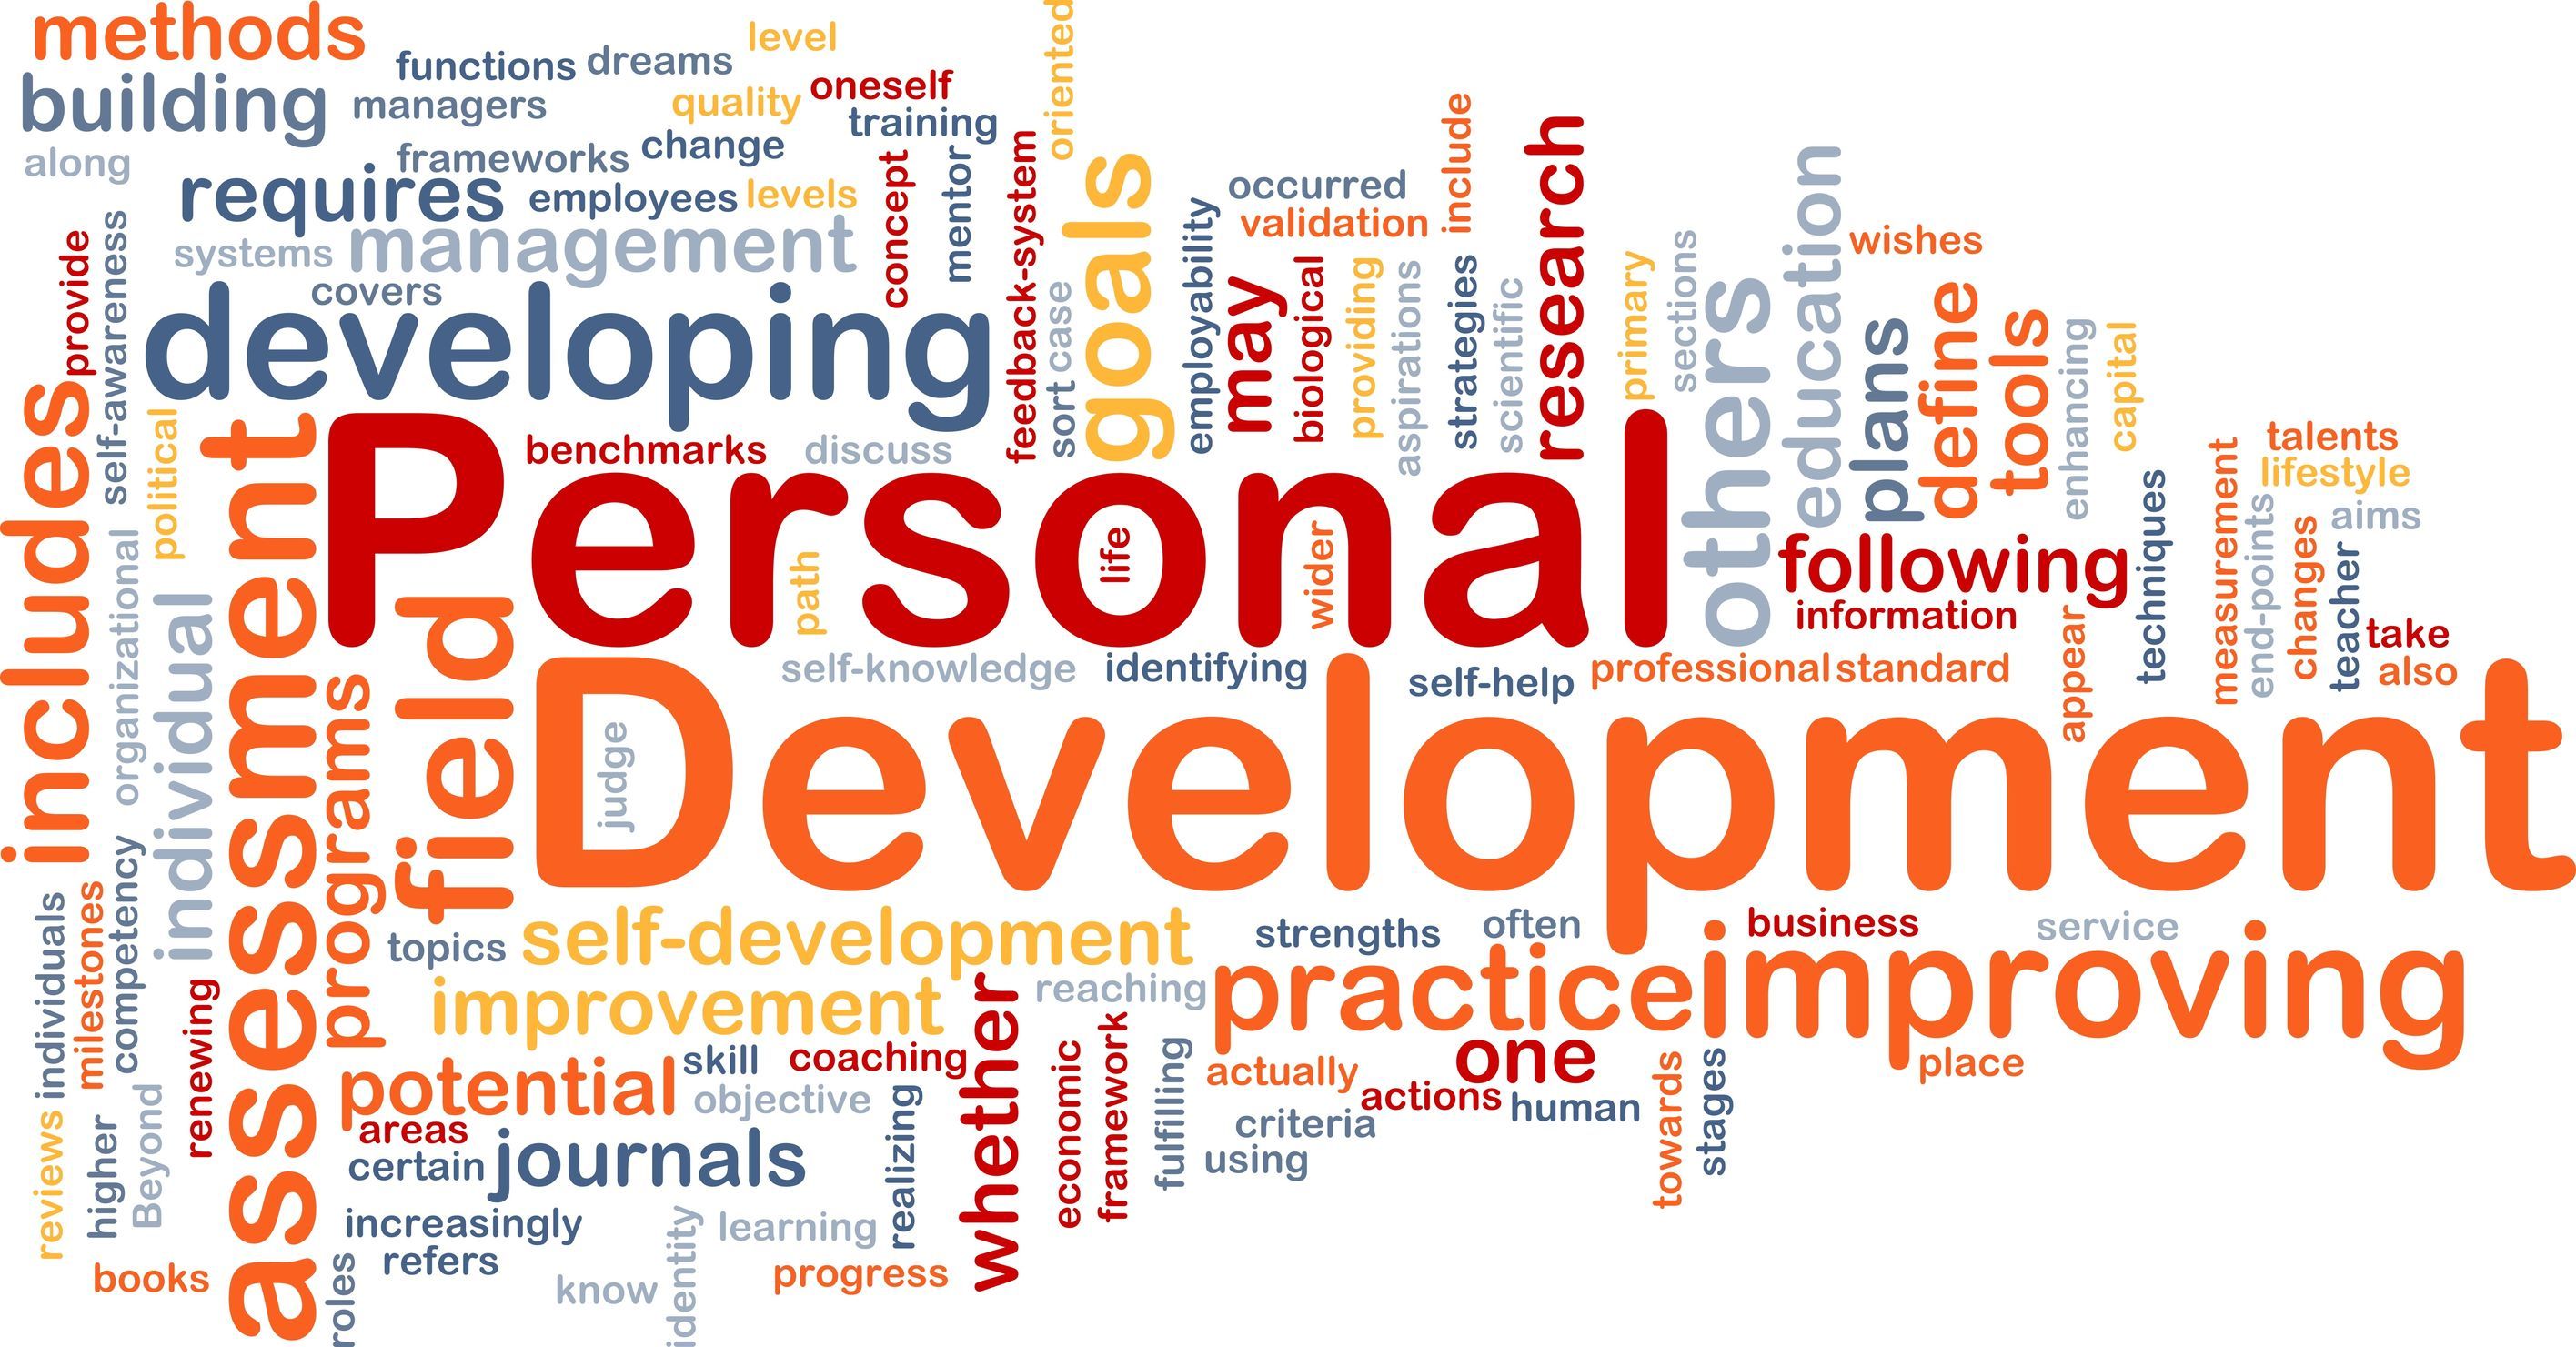 methods
functions
dreams
level
oriented
building
managers
quality
oneself
training
along
frameworks
change
requires
employees
levels
concept
mentor
feedback-system
systems
management
covers
developing
provide
self-awareness
sort
case
goals
employability
occurred
validation
include
may
biological
providing
aspirations
strategies
scientific
research
primary
sections
others
education
wishes
plans
define
tools
enhancing
capital
includes
political
benchmarks
discuss
Personal
path
life
wider
following
information
techniques
measurement
talents
lifestyle
end-points
aims
changes
teacher
take
also
appear
organizational
individual
assessment
programs
field
self-knowledge
identifying
self-help
professional
standard
judge
Development
individuals
milestones
competency
renewing
topics
self-development
strengths
often
business
service
improvement
reaching
practice
improving
potential
skill
coaching
objective
whether
economic
framework
fulfilling
actually
one
place
actions
human
criteria
using
towards
stages
reviews
higher
Beyond
areas
certain
journals
realizing
increasingly
refers
learning
identity
books
roles
know
progress